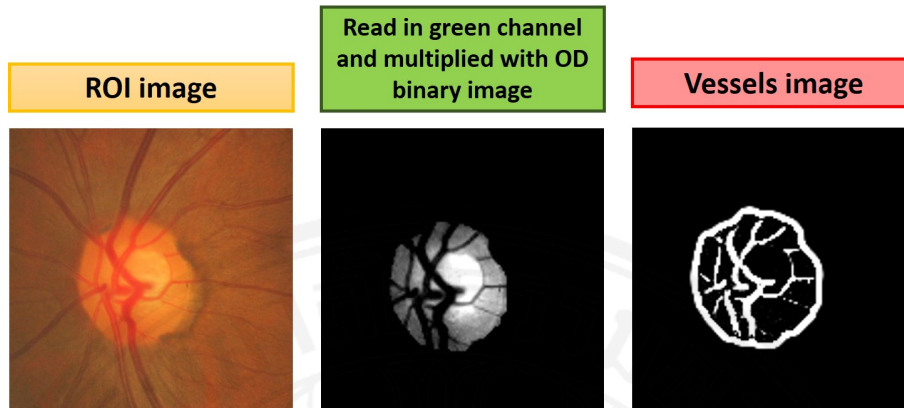 ROI image
Read in green channel
and multiplied with OD
binary image
Vessels image